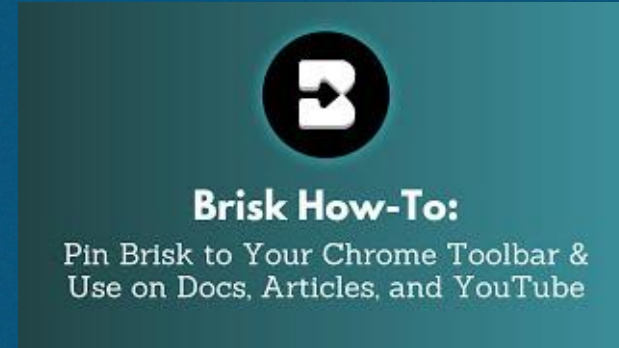 Brisk How-To:
Pin Brisk to Your Chrome Toolbar &
Use on Docs, Articles, and YouTube